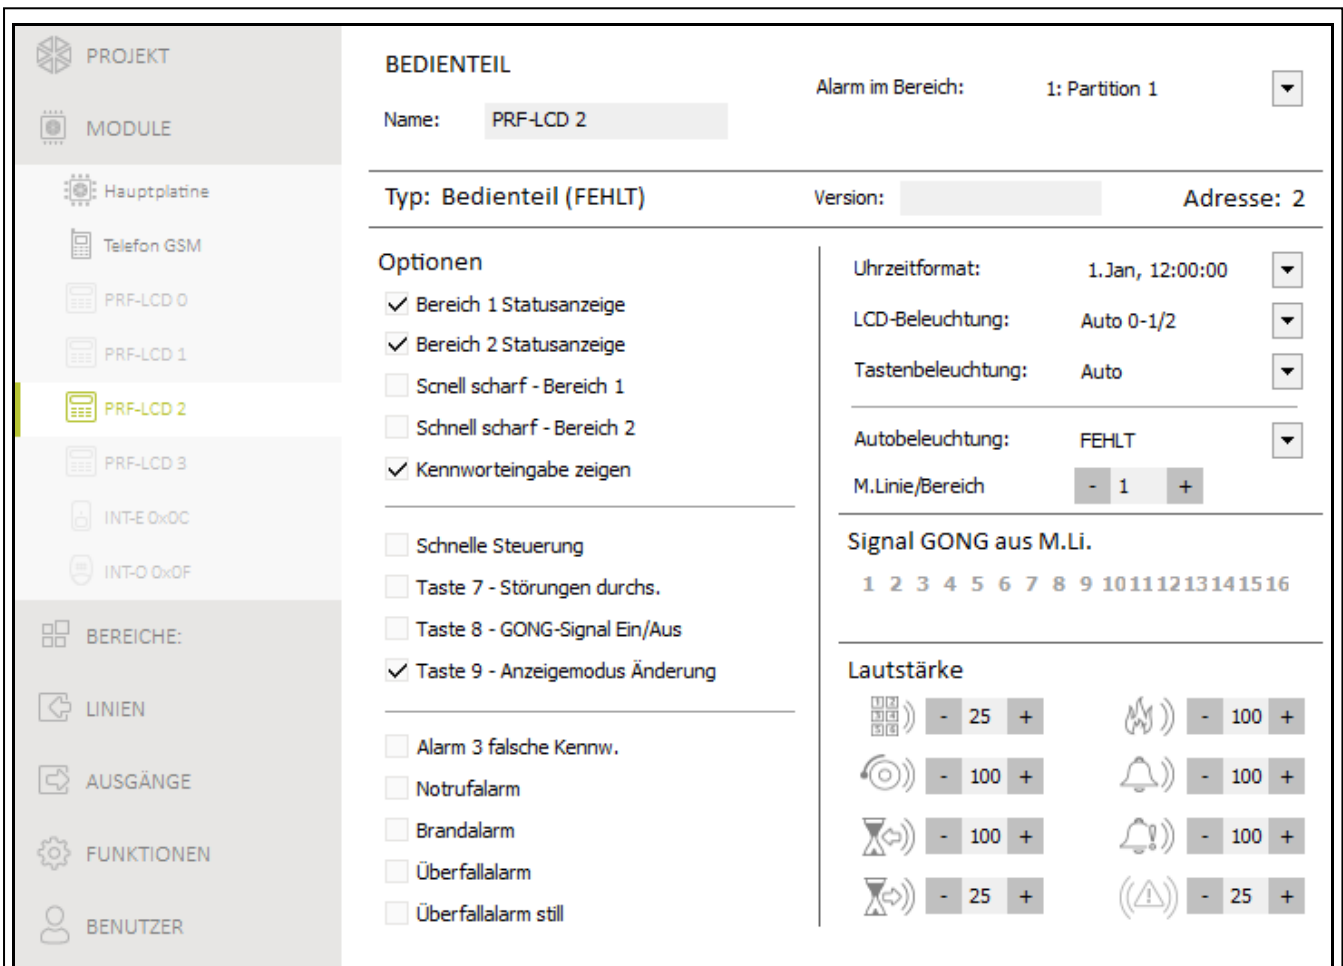 PROJEKT
MODULE
Hauptplatine
Telefon GSM
PRF-LCD 0
PRF-LCD 1
PRF-LCD 2
PRF-LCD 3
INT-E 0x0C
INT-O 0x0F
BEREICHE:
LINIEN
AUSGÄNGE
FUNKTIONEN
BENUTZER
BEDIENTEIL
Name: PRF-LCD 2
Alarm im Bereich: 1: Partition 1
Typ: Bedienteil (FEHLT) Version: Adresse: 2
Optionen
Bereich 1 Statusanzeige
Bereich 2 Statusanzeige
Scnell scharf - Bereich 1
Schnell scharf - Bereich 2
Kennworteingabe zeigen
Schnelle Steuerung
Taste 7 - Störungen durchs.
Taste 8 - GONG-Signal Ein/Aus
Taste 9 - Anzeigemodus Änderung
Alarm 3 falsche Kennw.
Notrufalarm
Brandalarm
Überfallalarm
Überfallalarm still
Uhrzeitformat: 1.Jan, 12:00:00
LCD-Beleuchtung: Auto 0-1/2
Tastenbeleuchtung: Auto
Autobeleuchtung: FEHLT
M.Linie/Bereich - 1 +
Signal GONG aus M.Li.
1 2 3 4 5 6 7 8 9 10 11 12 13 14 15 16
Lautstärke
1 2 3 4 5 6 - 25 + - 100 +
- 100 + - 100 +
- 100 + - 100 +
- 25 + - 25 +